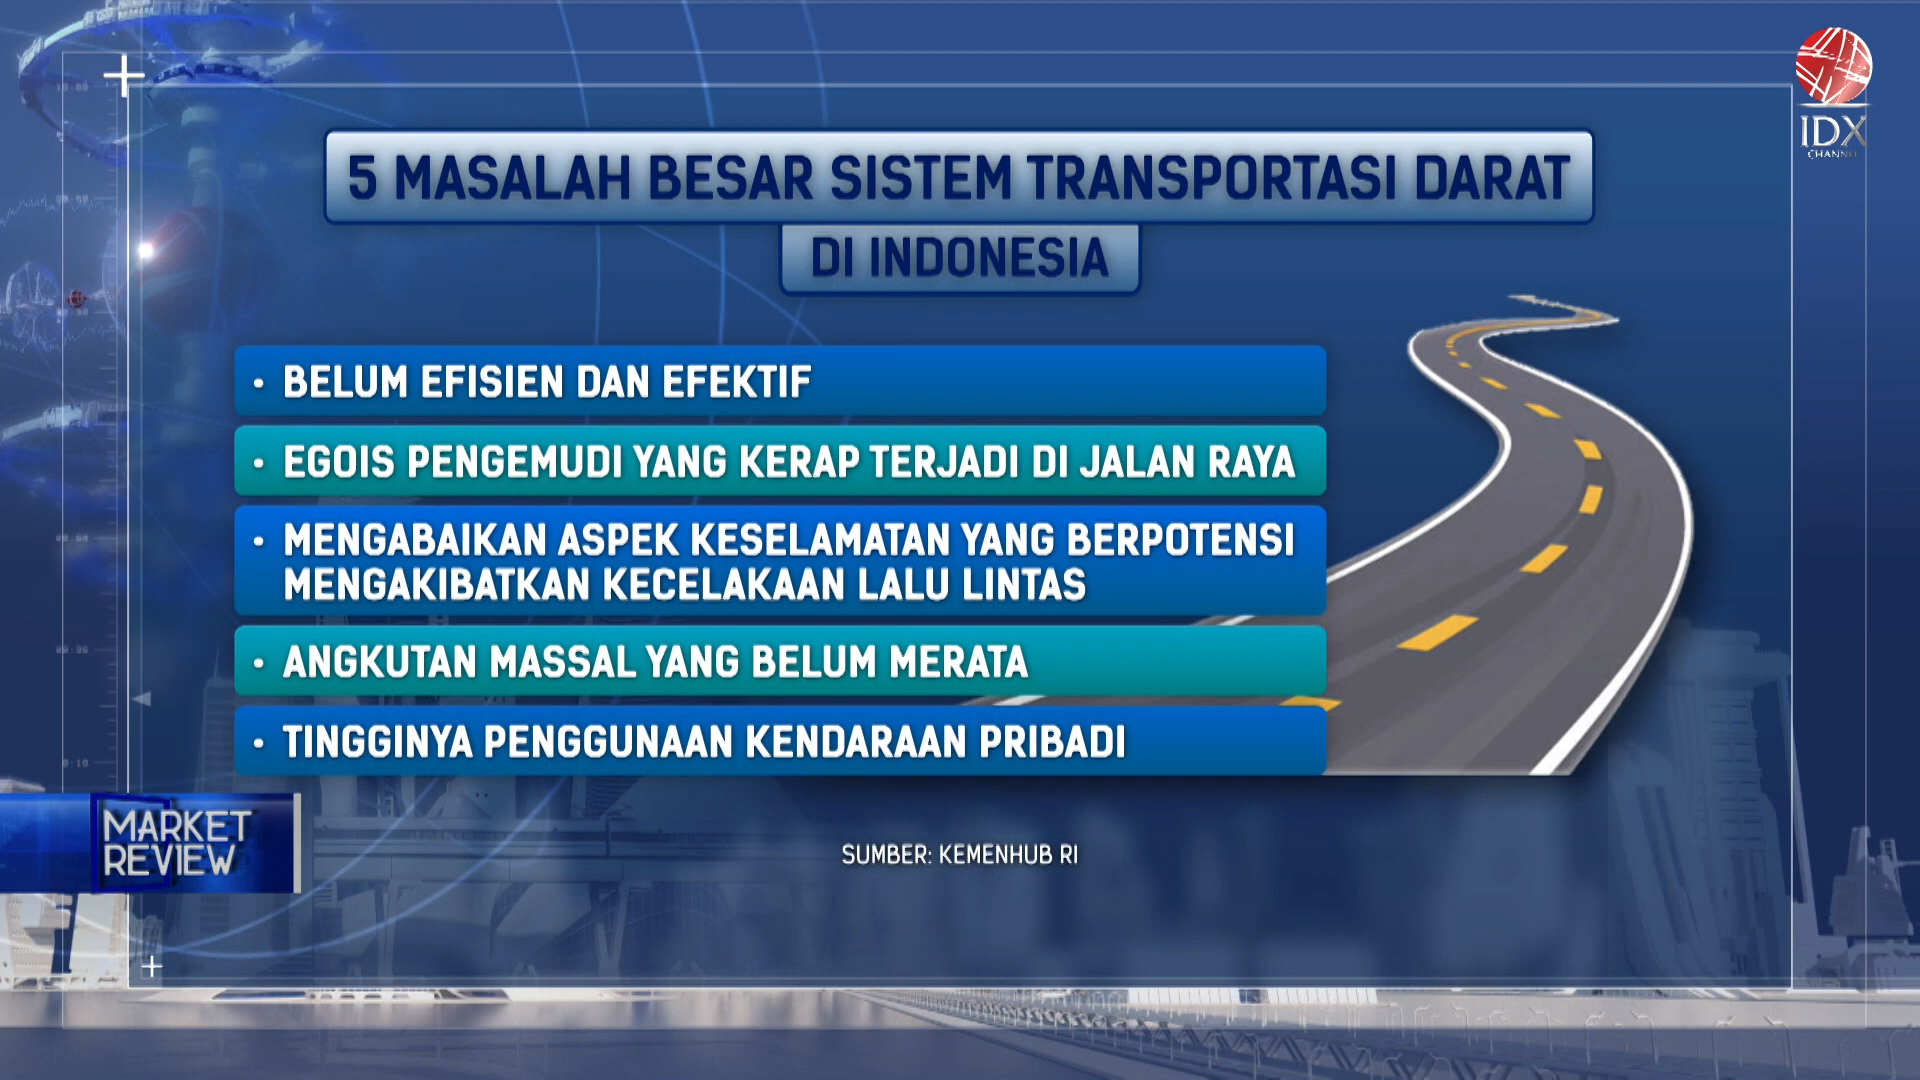 IDX
CHANNEL
5 MASALAH BESAR SISTEM TRANSPORTASI DARAT
DI INDONESIA
• BELUM EFISIEN DAN EFEKTIF
• EGOIS PENGEMUDI YANG KERAP TERJADI DI JALAN RAYA
• MENGABAIKAN ASPEK KESELAMATAN YANG BERPOTENSI
MENGAKIBATKAN KECELAKAAN LALU LINTAS
• ANGKUTAN MASSAL YANG BELUM MERATA
• TINGGINYA PENGGUNAAN KENDARAAN PRIBADI
MARKET
REVIEW
SUMBER: KEMENHUB RI